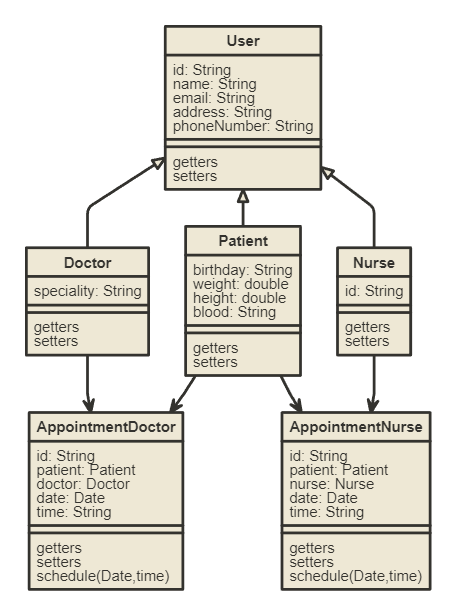 User
id: String
name: String
email: String
address: String
phoneNumber: String
getters
setters
Doctor
speciality: String
getters
setters
Patient
birthday: String
weight: double
height: double
blood: String
getters
setters
Nurse
id: String
getters
setters
AppointmentDoctor
id: String
patient: Patient
doctor: Doctor
date: Date
time: String
getters
setters
schedule(Date,time)
AppointmentNurse
id: String
patient: Patient
nurse: Nurse
date: Date
time: String
getters
setters
schedule(Date,time)